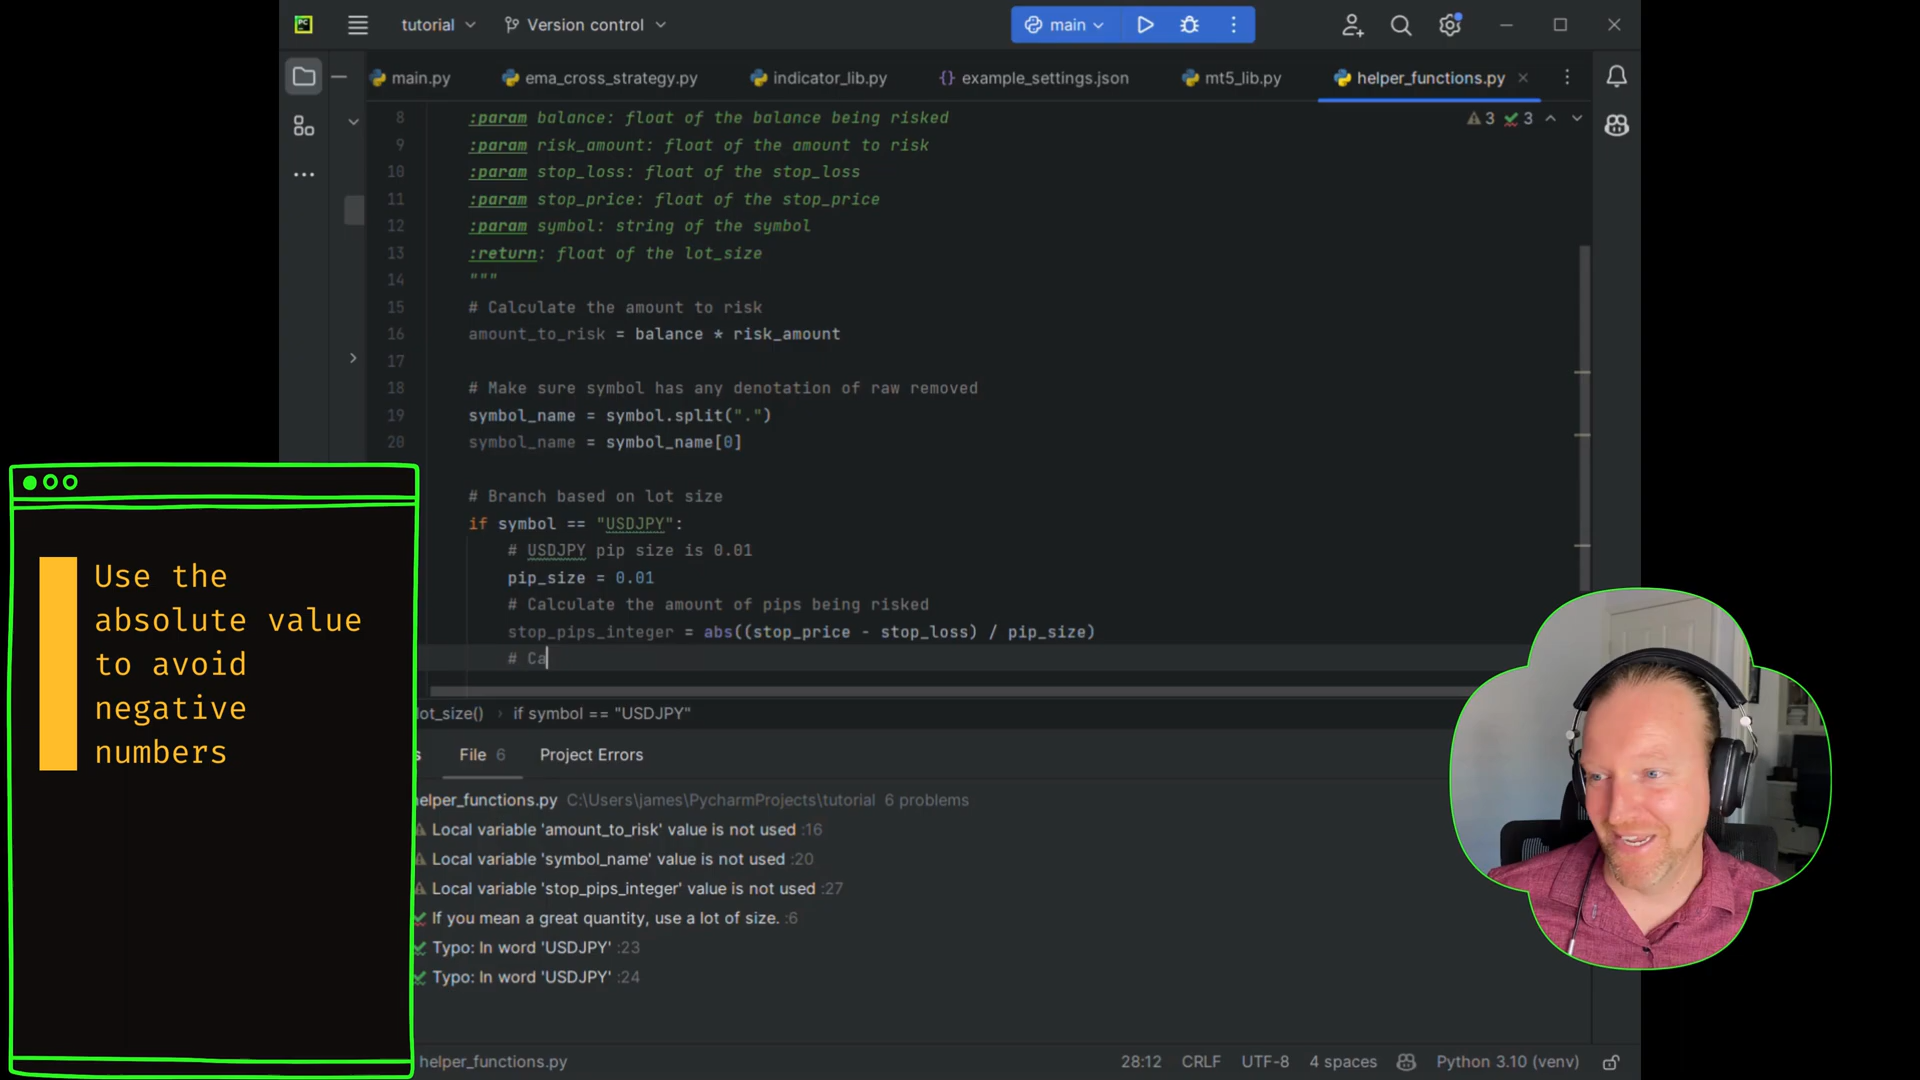 PC
tutorial
Version control
main
main.py
ema_cross_strategy.py
indicator_lib.py
{} example_settings.json
mt5_lib.py
helper_functions.py
3 3
8 :param balance: float of the balance being risked
9 :param risk_amount: float of the amount to risk
10 :param stop_loss: float of the stop_loss
11 :param stop_price: float of the stop_price
12 :param symbol: string of the symbol
13 :return: float of the lot_size
14 """
15 # Calculate the amount to risk
16 amount_to_risk = balance * risk_amount
17
18 # Make sure symbol has any denotation of raw removed
19 symbol_name = symbol.split(".")
20 symbol_name = symbol_name[0]
# Branch based on lot size
if symbol == "USDJPY":
# USDJPY pip size is 0.01
pip_size = 0.01
# Calculate the amount of pips being risked
stop_pips_integer = abs((stop_price - stop_loss) / pip_size)
# Ca
Use the
absolute value
to avoid
negative
numbers
lot_size() › if symbol == "USDJPY"
s File 6 Project Errors
helper_functions.py C:\Users\james\PycharmProjects\tutorial 6 problems
Local variable 'amount_to_risk' value is not used :16
Local variable 'symbol_name' value is not used :20
Local variable 'stop_pips_integer' value is not used :27
If you mean a great quantity, use a lot of size. :6
Typo: In word 'USDJPY' :23
Typo: In word 'USDJPY' :24
helper_functions.py
28:12 CRLF UTF-8 4 spaces Python 3.10 (venv)